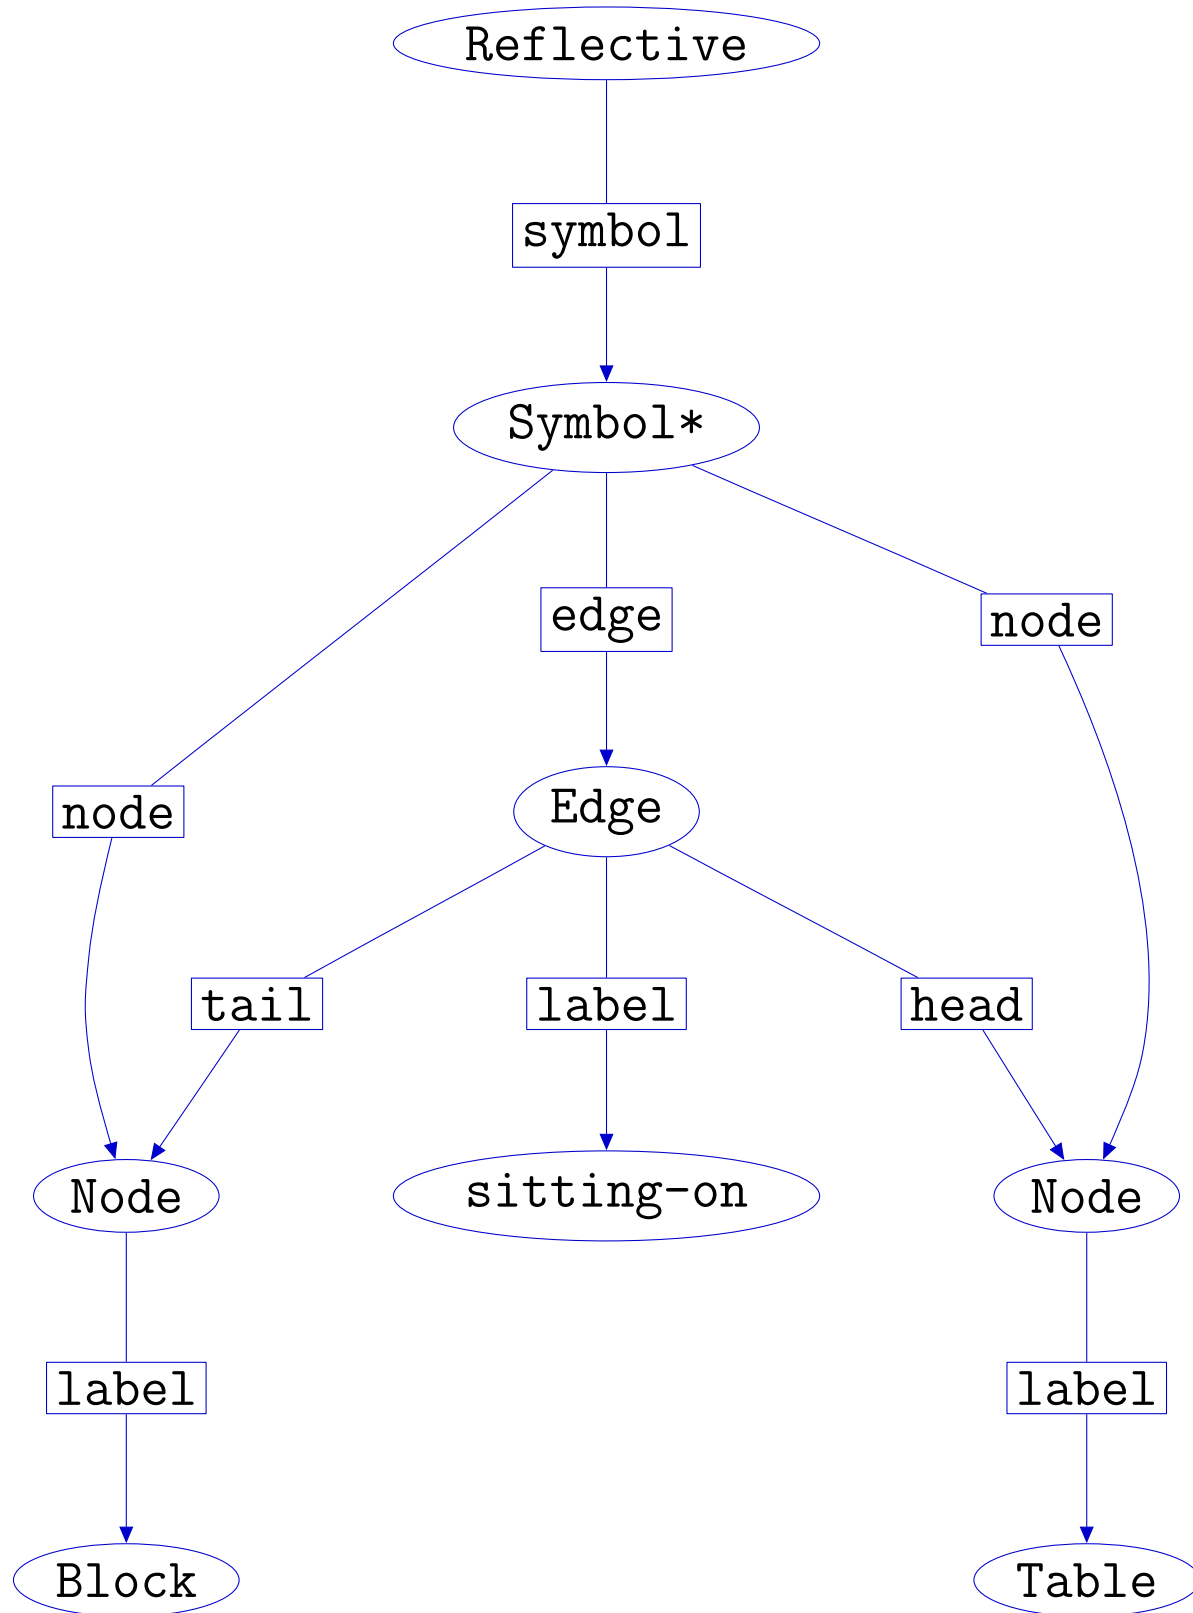 Reflective
symbol
Symbol*
edge
node
node
Edge
tail
label
head
Node
sitting-on
Node
label
label
Block
Table